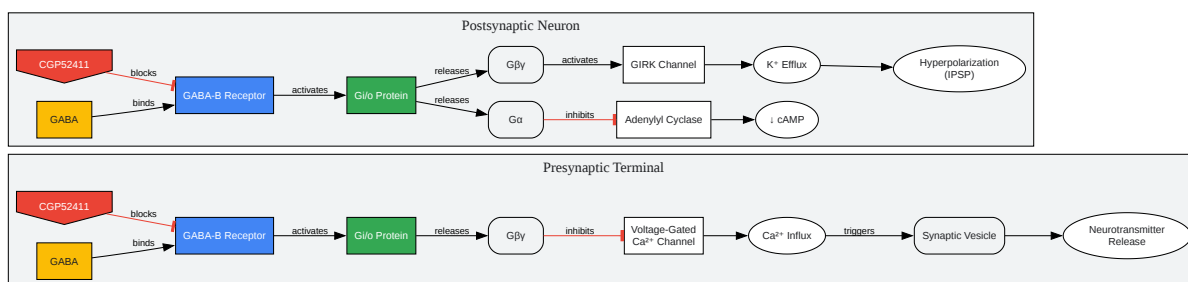 Postsynaptic Neuron
CGP52411
blocks
GABA
binds
GABA-B Receptor
activates
Gi/o Protein
releases
releases
Gβγ
activates
GIRK Channel
K⁺ Efflux
Hyperpolarization
(IPSP)
Gα
inhibits
Adenylyl Cyclase
↓ cAMP
Presynaptic Terminal
CGP52411
blocks
GABA
binds
GABA-B Receptor
activates
Gi/o Protein
releases
Gβγ
inhibits
Voltage-Gated
Ca²⁺ Channel
Ca²⁺ Influx
triggers
Synaptic Vesicle
Neurotransmitter
Release